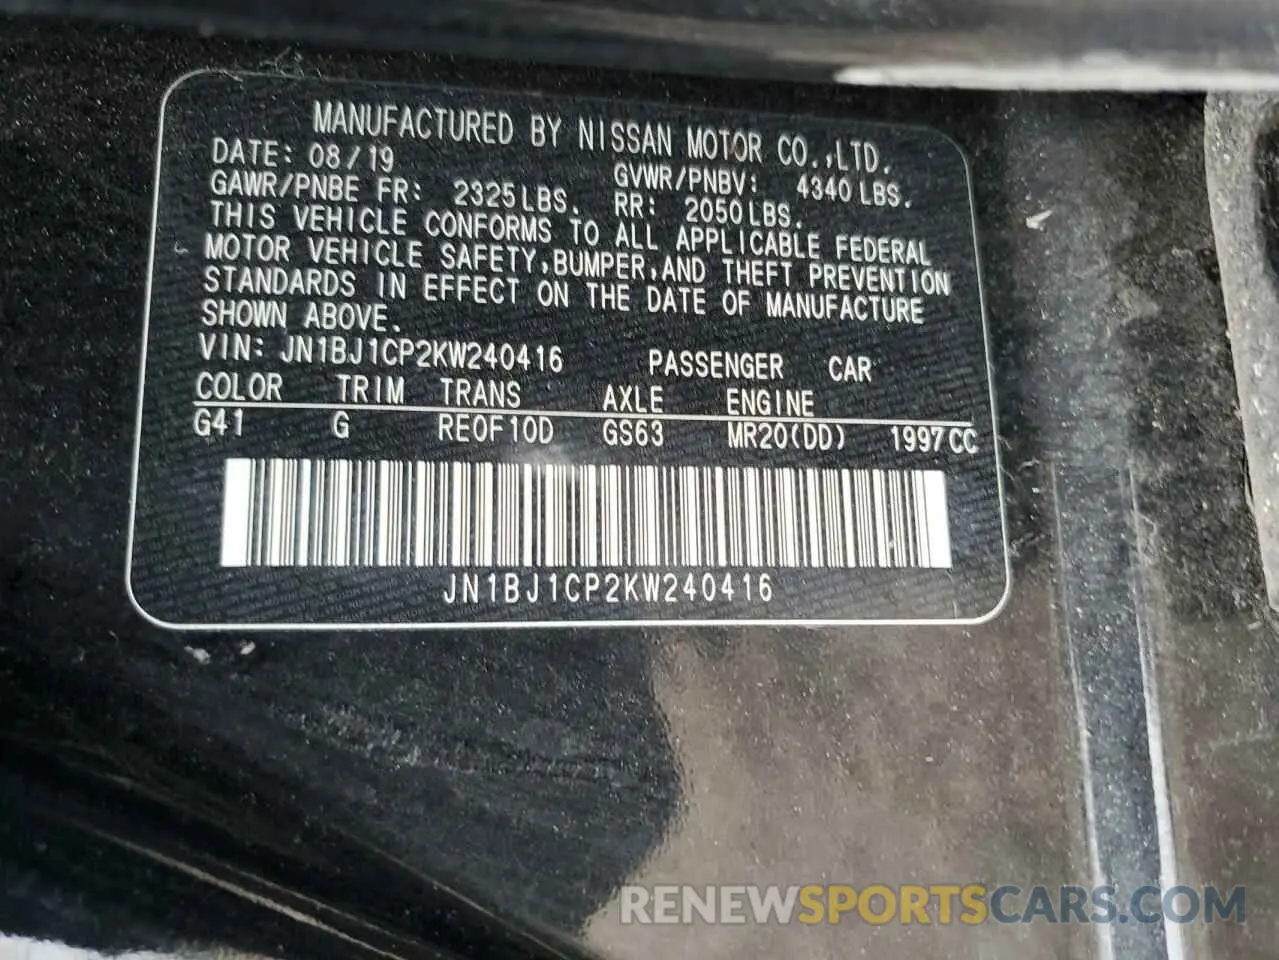 MANUFACTURED BY NISSAN MOTOR CO.,LTD.
DATE: 08/19 GVWR/PNBV: 4340 LBS.
GAWR/PNBE FR: 2325 LBS. RR: 2050 LBS.
THIS VEHICLE CONFORMS TO ALL APPLICABLE FEDERAL
MOTOR VEHICLE SAFETY,BUMPER,AND THEFT PREVENTION
STANDARDS IN EFFECT ON THE DATE OF MANUFACTURE
SHOWN ABOVE.
VIN: JN1BJ1CP2KW240416 PASSENGER CAR
COLOR TRIM TRANS AXLE ENGINE
G41 G RE0F10D GS63 MR20(DD) 1997CC
JN1BJ1CP2KW240416
RENEWSPORTSCARS.COM